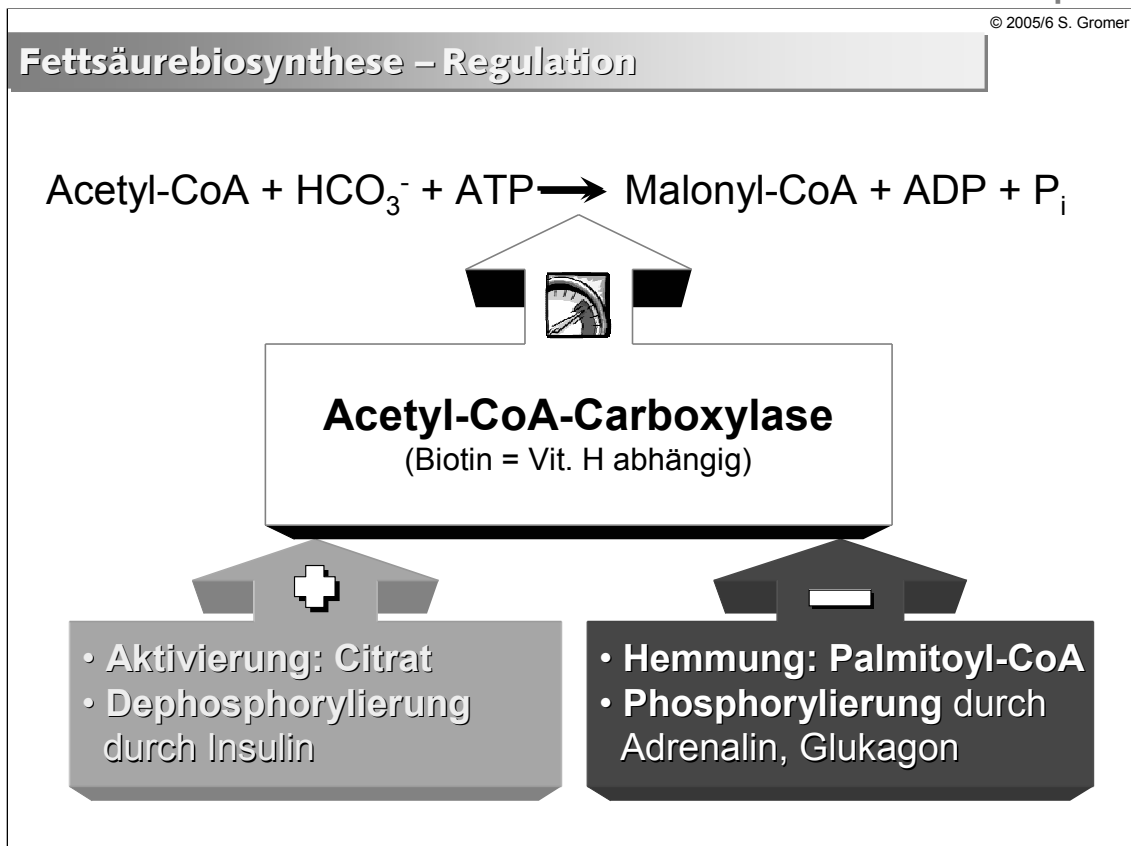 © 2005/6 S. Gromer
Fettsäurebiosynthese – Regulation
Acetyl-CoA + HCO₃⁻ + ATP → Malonyl-CoA + ADP + Pᵢ
Acetyl-CoA-Carboxylase
(Biotin = Vit. H abhängig)
• Aktivierung: Citrat
• Dephosphorylierung
durch Insulin
• Hemmung: Palmitoyl-CoA
• Phosphorylierung durch
Adrenalin, Glukagon